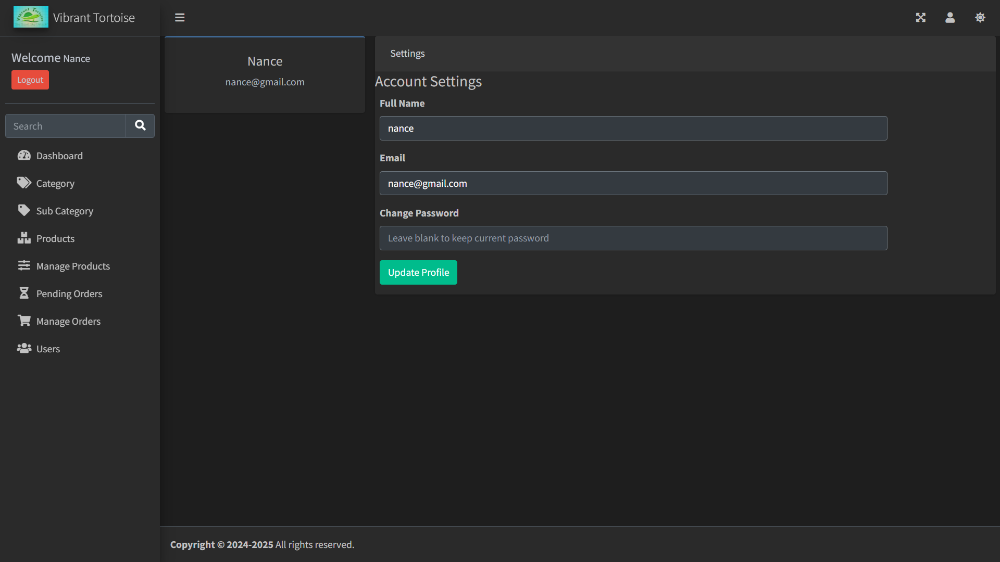 Vibrant Tortoise
Vibrant Tortoise
Welcome Nance
Logout
Search
Dashboard
Category
Sub Category
Products
Manage Products
Pending Orders
Manage Orders
Users
Nance
nance@gmail.com
Settings
Account Settings
Full Name
nance
Email
nance@gmail.com
Change Password
Leave blank to keep current password
Update Profile
Copyright © 2024-2025 All rights reserved.